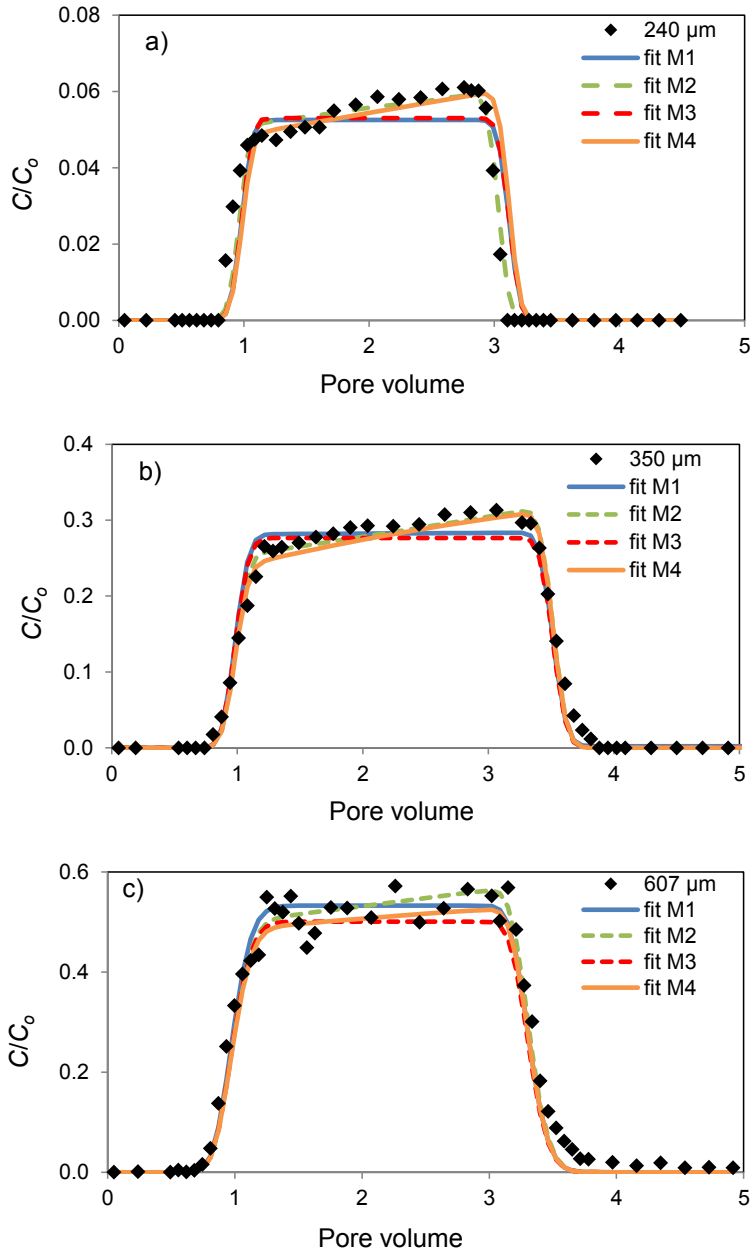 a)
0.08
0.06
0.04
0.02
0.00
C/Co
240 µm
fit M1
fit M2
fit M3
fit M4
0 1 2 3 4 5
Pore volume
b)
0.4
0.3
0.2
0.1
0.0
C/Co
350 µm
fit M1
fit M2
fit M3
fit M4
0 1 2 3 4 5
Pore volume
c)
0.6
0.4
0.2
0.0
C/Co
607 µm
fit M1
fit M2
fit M3
fit M4
0 1 2 3 4 5
Pore volume